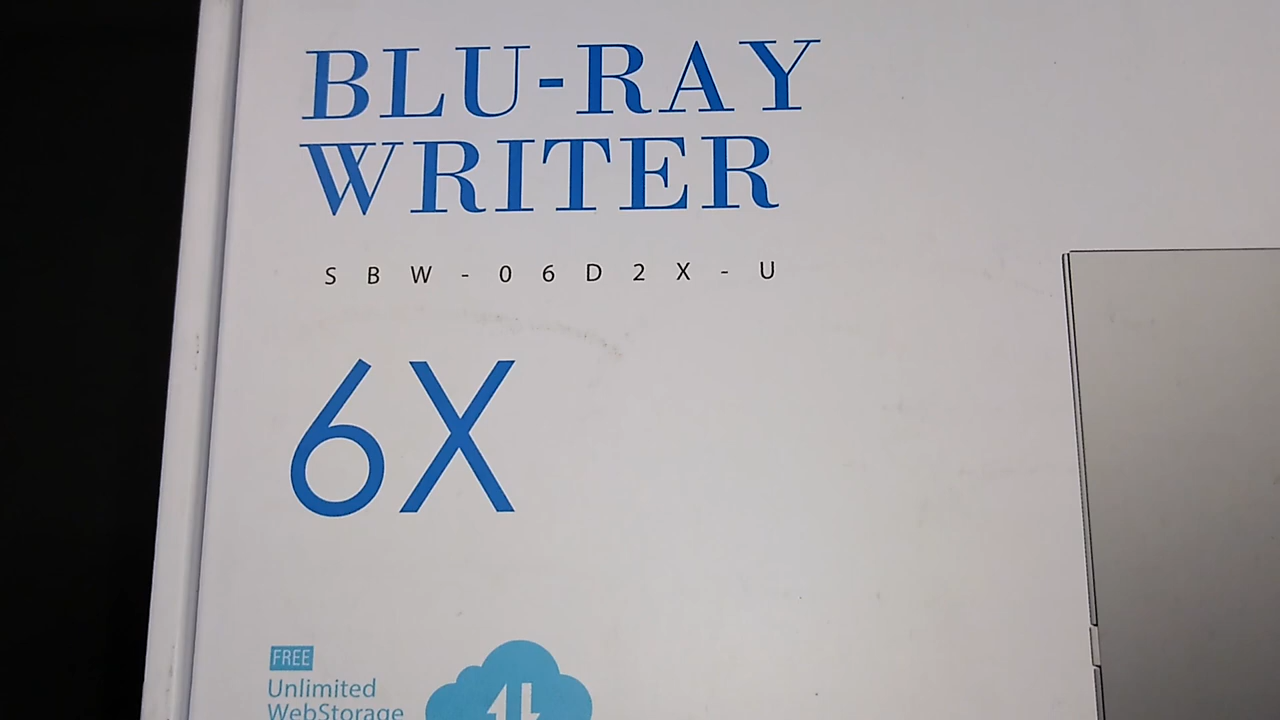 BLU-RAY
WRITER
SBW-06D2X-U
6X
FREE
Unlimited
WebStorage